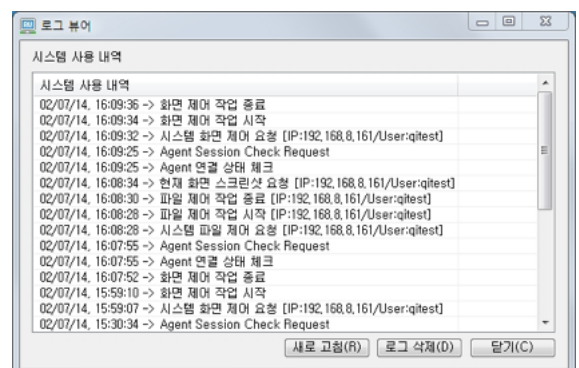 로그 뷰어
시스템 사용 내역
시스템 사용 내역
02/07/14, 16:09:36 -> 화면 제어 작업 종료
02/07/14, 16:09:34 -> 화면 제어 작업 시작
02/07/14, 16:09:32 -> 시스템 화면 제어 요청 [IP:192,168,8,161/User:qitest]
02/07/14, 16:09:25 -> Agent Session Check Request
02/07/14, 16:09:25 -> Agent 연결 상태 체크
02/07/14, 16:08:34 -> 현재 화면 스크린샷 요청 [IP:192,168,8,161/User:qitest]
02/07/14, 16:08:30 -> 파일 제어 작업 종료 [IP:192,168,8,161/User:qitest]
02/07/14, 16:08:28 -> 파일 제어 작업 시작 [IP:192,168,8,161/User:qitest]
02/07/14, 16:08:28 -> 시스템 파일 제어 요청 [IP:192,168,8,161/User:qitest]
02/07/14, 16:07:55 -> Agent Session Check Request
02/07/14, 16:07:55 -> Agent 연결 상태 체크
02/07/14, 16:07:52 -> 화면 제어 작업 종료
02/07/14, 15:59:10 -> 화면 제어 작업 시작
02/07/14, 15:59:07 -> 시스템 화면 제어 요청 [IP:192,168,8,161/User:qitest]
02/07/14, 15:30:34 -> Agent Session Check Request
새로 고침(R) 로그 삭제(D) 닫기(C)